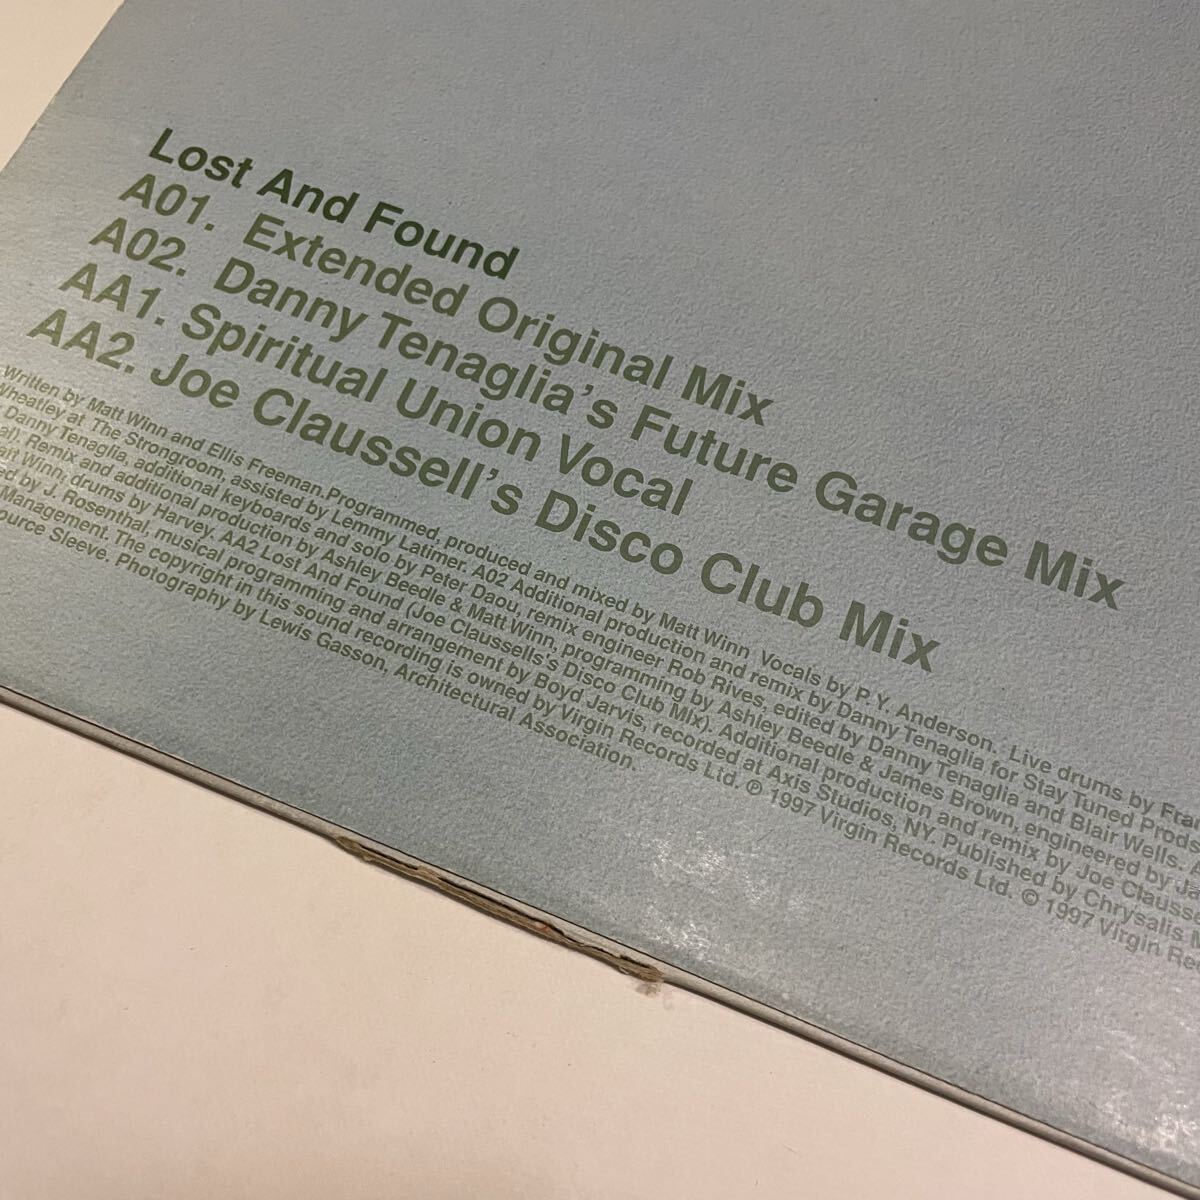 Lost And Found
A01. Extended Original Mix
A02. Danny Tenaglia's Future Garage Mix
AA1. Spiritual Union Vocal
AA2. Joe Claussell's Disco Club Mix
Written by Matt Winn and Ellis Freeman.Programmed, produced and mixed by Matt Winn Vocals by P. Y. Anderson. Live drums by
Wheatley at The Strongroom, assisted by Lemmy Latimer. A02 Additional production and remix by Danny Tenaglia for Stay Tuned Prods
Danny Tenaglia, additional keyboards and solo by Peter Daou, remix engineer Rob Rives, edited by Danny Tenaglia and Blair Wells.
Remix and additional production by Ashley Beedle & Matt Winn, programming by Ashley Beedle & James Brown, engineered by
Winn, drums by Harvey. AA2 Lost And Found (Joe Claussells's Disco Club Mix). Additional production and remix by Joe
by J. Rosenthal. musical programming and arrangement by Boyd Jarvis, recorded at Axis Studios, NY. Published by Chrysalis
Management. The copyright in this sound recording is owned by Virgin Records Ltd. ℗ 1997 Virgin Records Ltd. © 1997 Virgin
Sleeve. Photography by Lewis Gasson, Architectural Association.